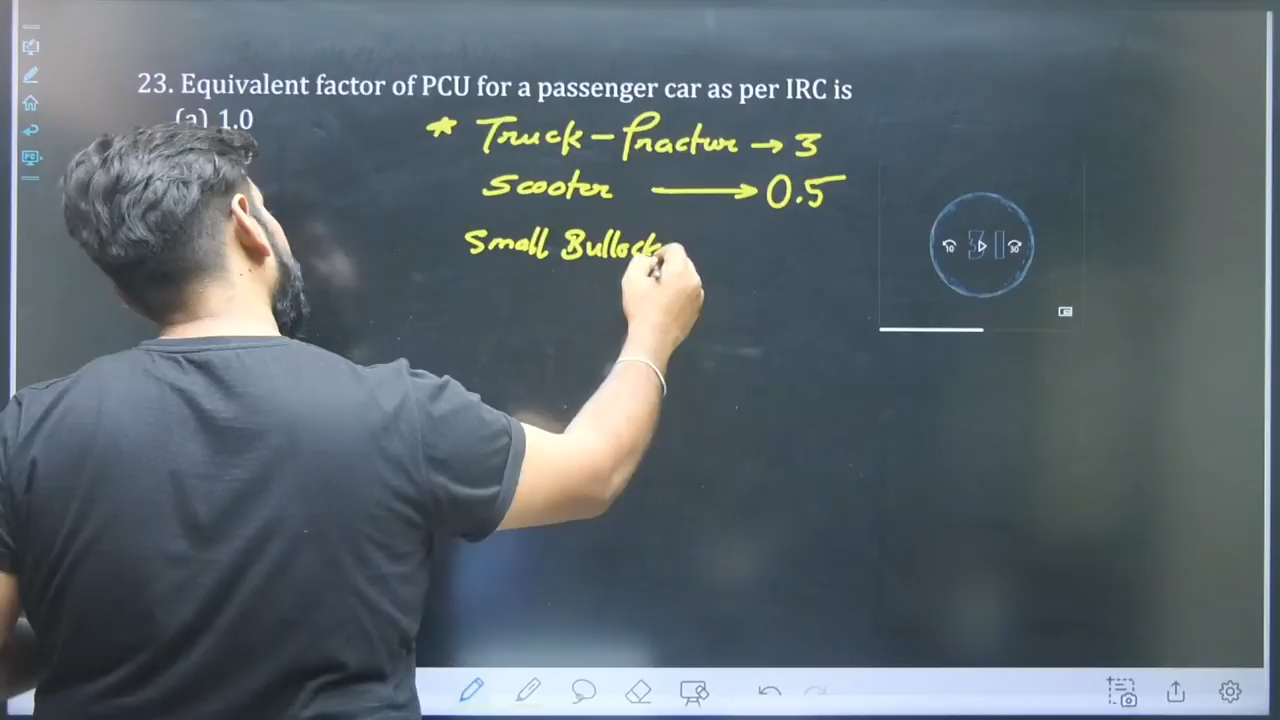 23. Equivalent factor of PCU for a passenger car as per IRC is
(a) 1.0
* Truck - Tractur → 3
Scooter → 0.5
Small Bullock